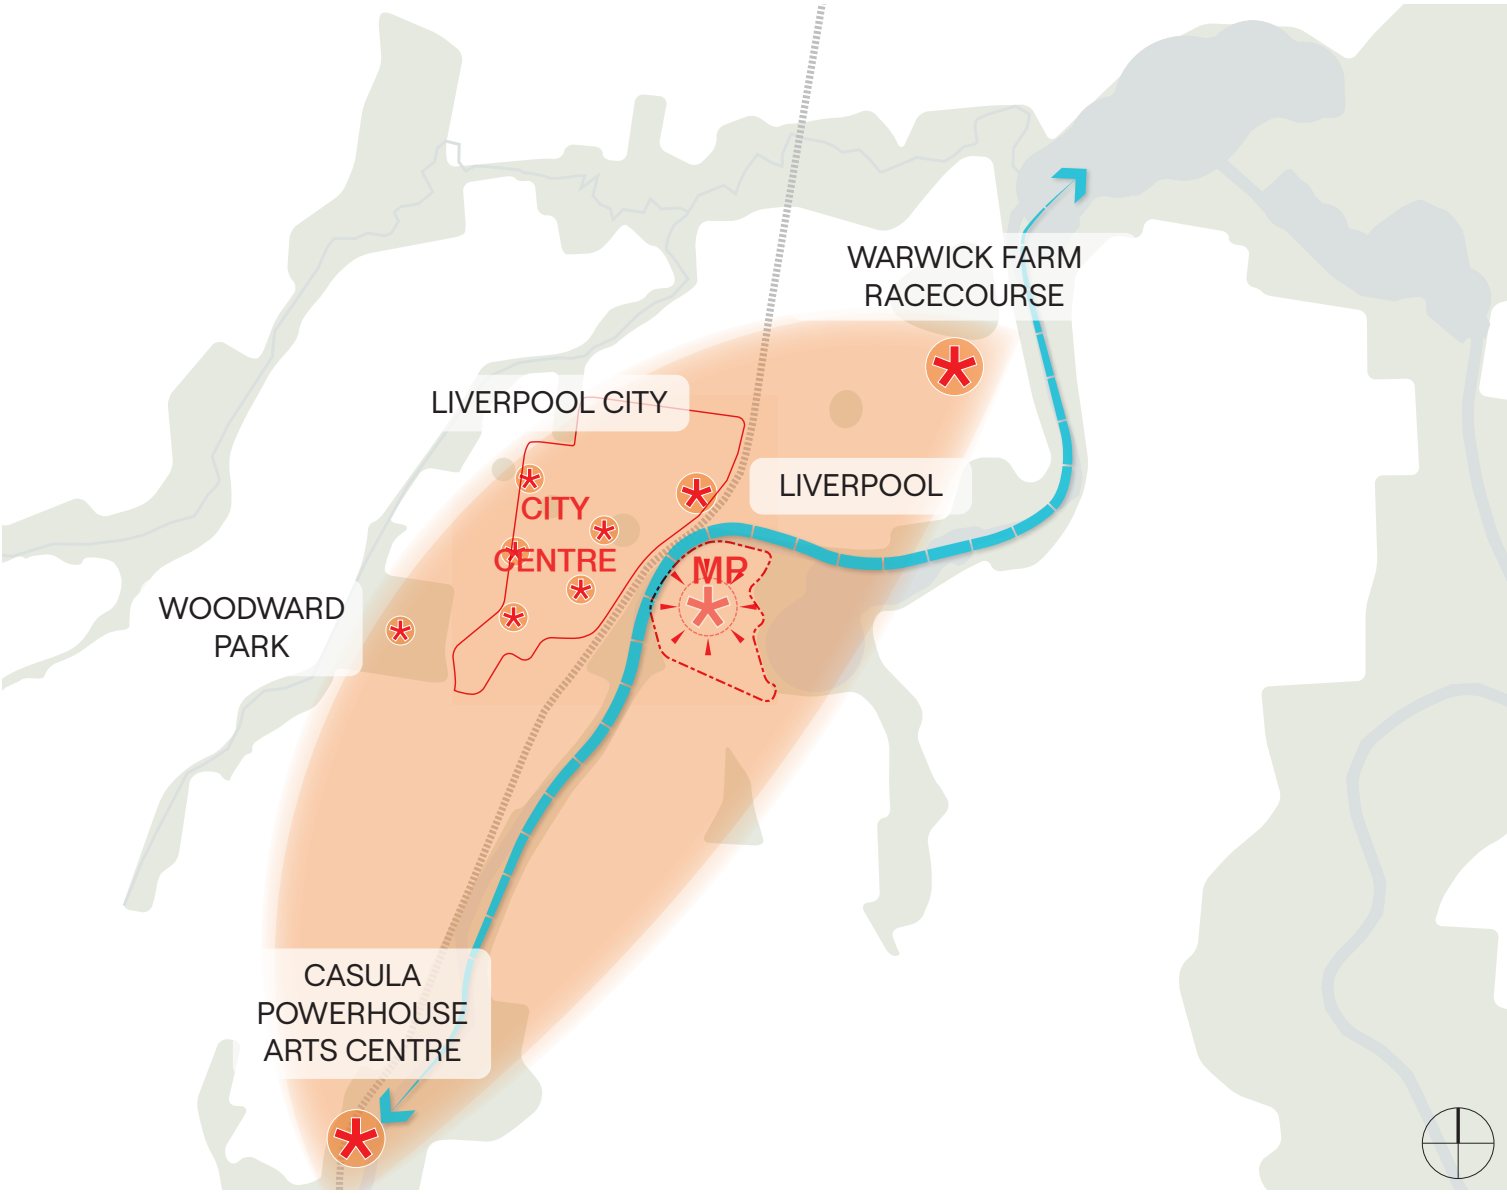 WARWICK FARM
RACECOURSE
LIVERPOOL CITY
LIVERPOOL
CITY
CENTRE
MP
WOODWARD
PARK
CASULA
POWERHOUSE
ARTS CENTRE